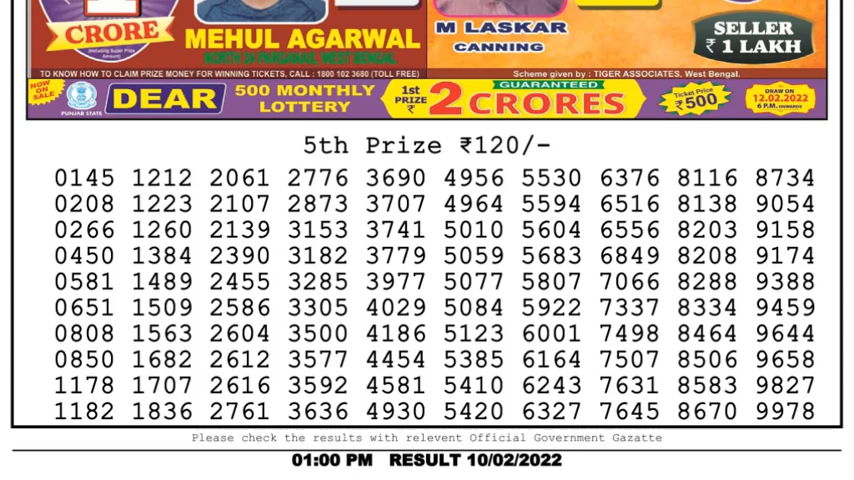 CRORE
(Including Super Prize Amount)
MEHUL AGARWAL
NORTH 24 PARGANAS, WEST BENGAL
M LASKAR
CANNING
SELLER
₹ 1 LAKH
TO KNOW HOW TO CLAIM PRIZE MONEY FOR WINNING TICKETS, CALL : 1800 102 3680 (TOLL FREE)
Scheme given by : TIGER ASSOCIATES, West Bengal.
NOW ON SALE
PUNJAB STATE
DEAR
500 MONTHLY
LOTTERY
1st
PRIZE
₹
2 CRORES
GUARANTEED
Ticket Price
₹500
DRAW ON
12.02.2022
6 P.M. ONWARDS
5th Prize ₹120/-
0145 1212 2061 2776 3690 4956 5530 6376 8116 8734
0208 1223 2107 2873 3707 4964 5594 6516 8138 9054
0266 1260 2139 3153 3741 5010 5604 6556 8203 9158
0450 1384 2390 3182 3779 5059 5683 6849 8208 9174
0581 1489 2455 3285 3977 5077 5807 7066 8288 9388
0651 1509 2586 3305 4029 5084 5922 7337 8334 9459
0808 1563 2604 3500 4186 5123 6001 7498 8464 9644
0850 1682 2612 3577 4454 5385 6164 7507 8506 9658
1178 1707 2616 3592 4581 5410 6243 7631 8583 9827
1182 1836 2761 3636 4930 5420 6327 7645 8670 9978
Please check the results with relevent Official Government Gazatte
01:00 PM RESULT 10/02/2022